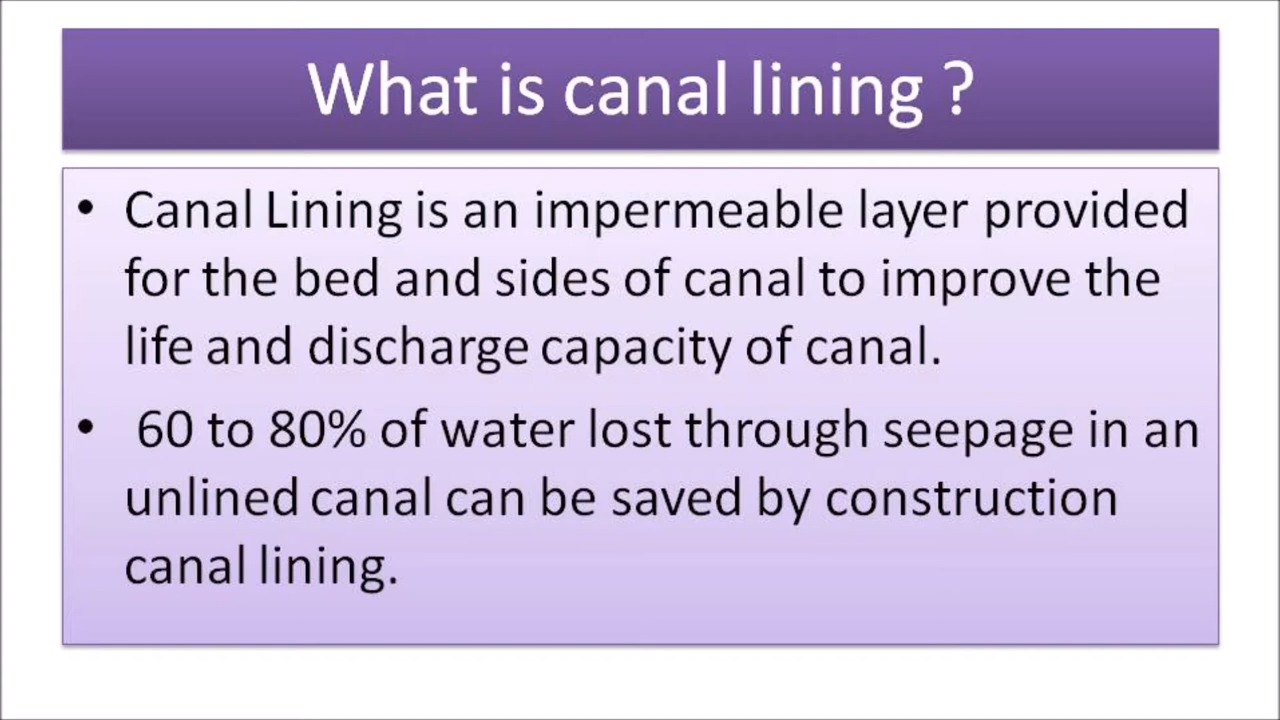 What is canal lining ?
• Canal Lining is an impermeable layer provided
for the bed and sides of canal to improve the
life and discharge capacity of canal.
• 60 to 80% of water lost through seepage in an
unlined canal can be saved by construction
canal lining.